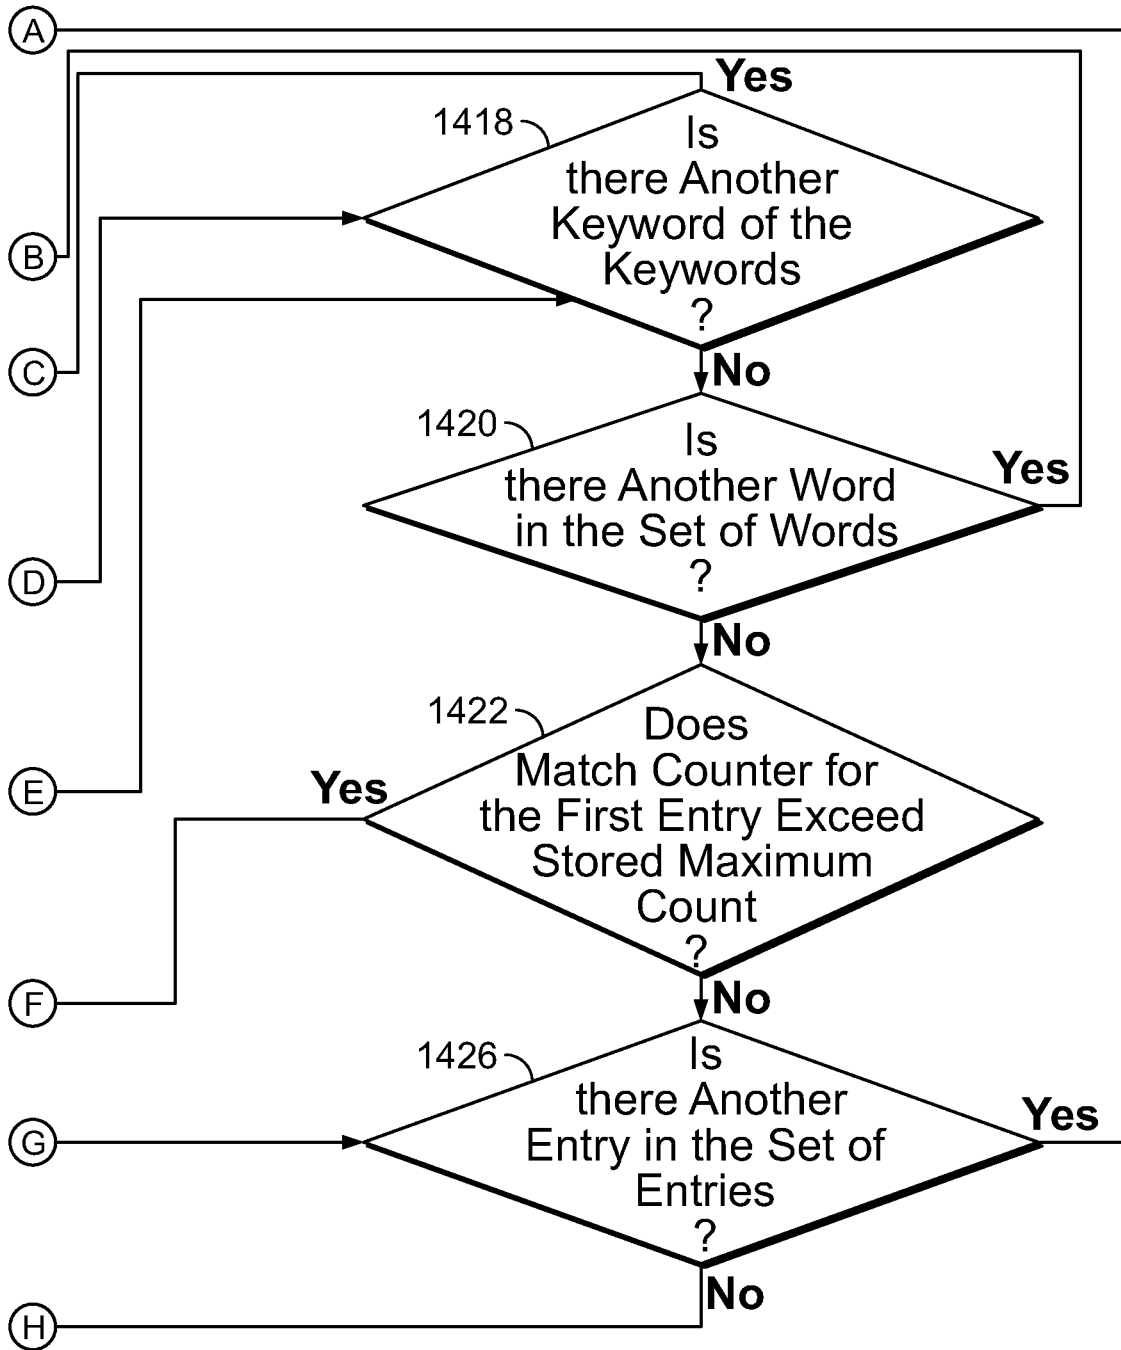 A
Yes
1418
Is
there Another
Keyword of the
Keywords
?
B
C
No
1420
Is
there Another Word
in the Set of Words
?
Yes
D
No
1422
Does
Match Counter for
the First Entry Exceed
Stored Maximum
Count
?
E
Yes
F
No
1426
Is
there Another
Entry in the Set of
Entries
?
G
Yes
No
H